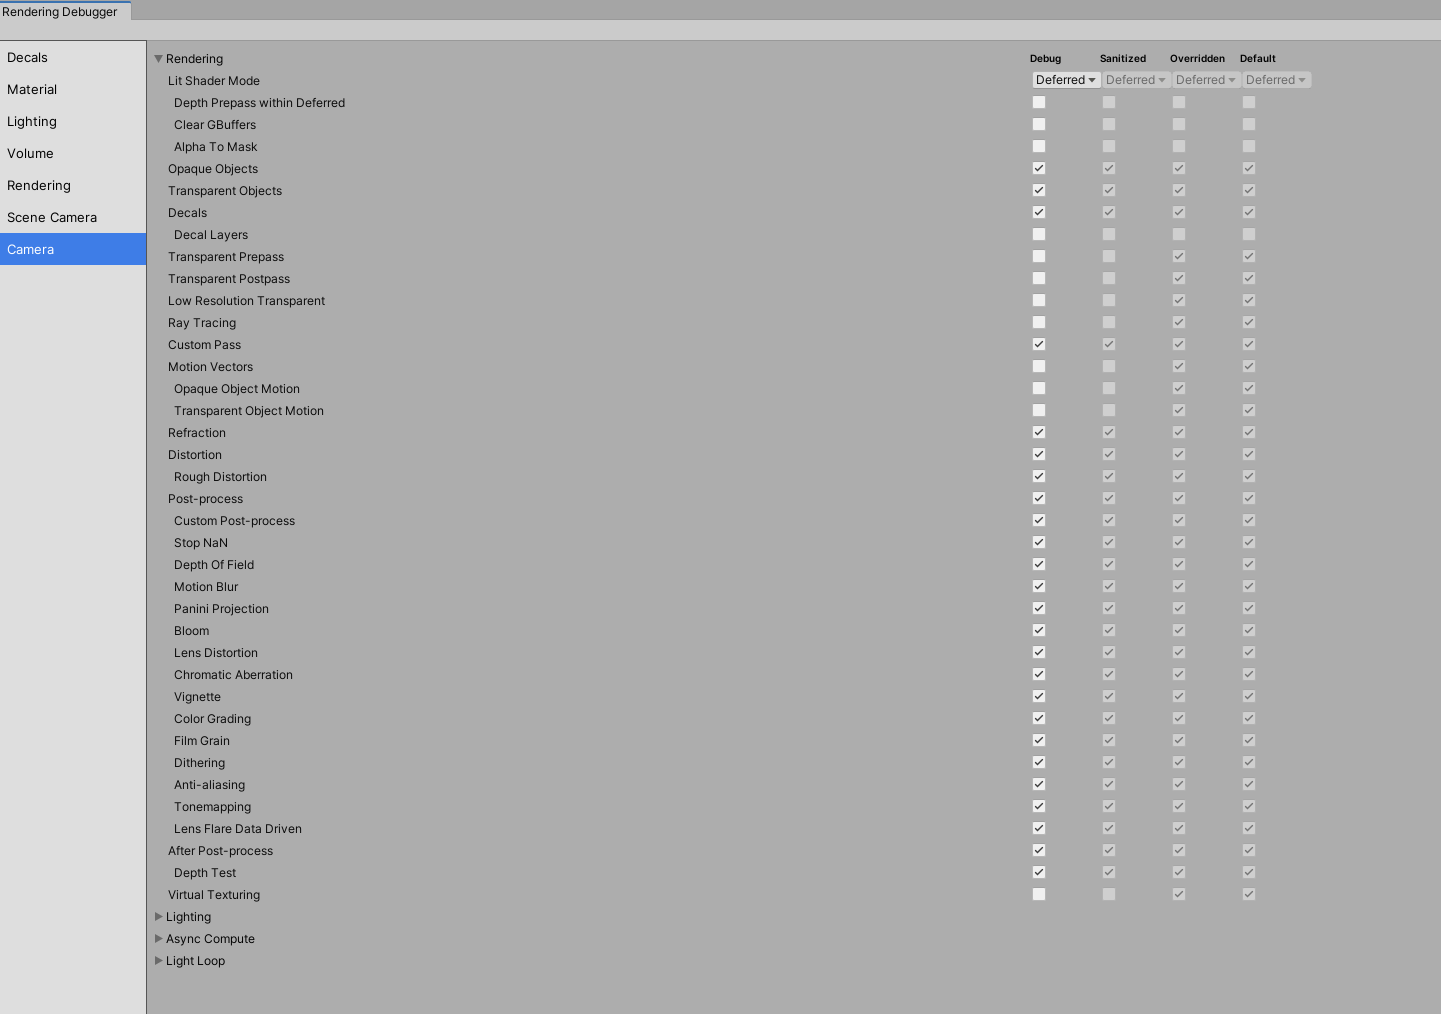 Rendering Debugger
Decals
Material
Lighting
Volume
Rendering
Scene Camera
Camera
Rendering Debug Sanitized Overridden Default
Lit Shader Mode Deferred Deferred Deferred Deferred
Depth Prepass within Deferred
Clear GBuffers
Alpha To Mask
Opaque Objects
Transparent Objects
Decals
Decal Layers
Transparent Prepass
Transparent Postpass
Low Resolution Transparent
Ray Tracing
Custom Pass
Motion Vectors
Opaque Object Motion
Transparent Object Motion
Refraction
Distortion
Rough Distortion
Post-process
Custom Post-process
Stop NaN
Depth Of Field
Motion Blur
Panini Projection
Bloom
Lens Distortion
Chromatic Aberration
Vignette
Color Grading
Film Grain
Dithering
Anti-aliasing
Tonemapping
Lens Flare Data Driven
After Post-process
Depth Test
Virtual Texturing
Lighting
Async Compute
Light Loop